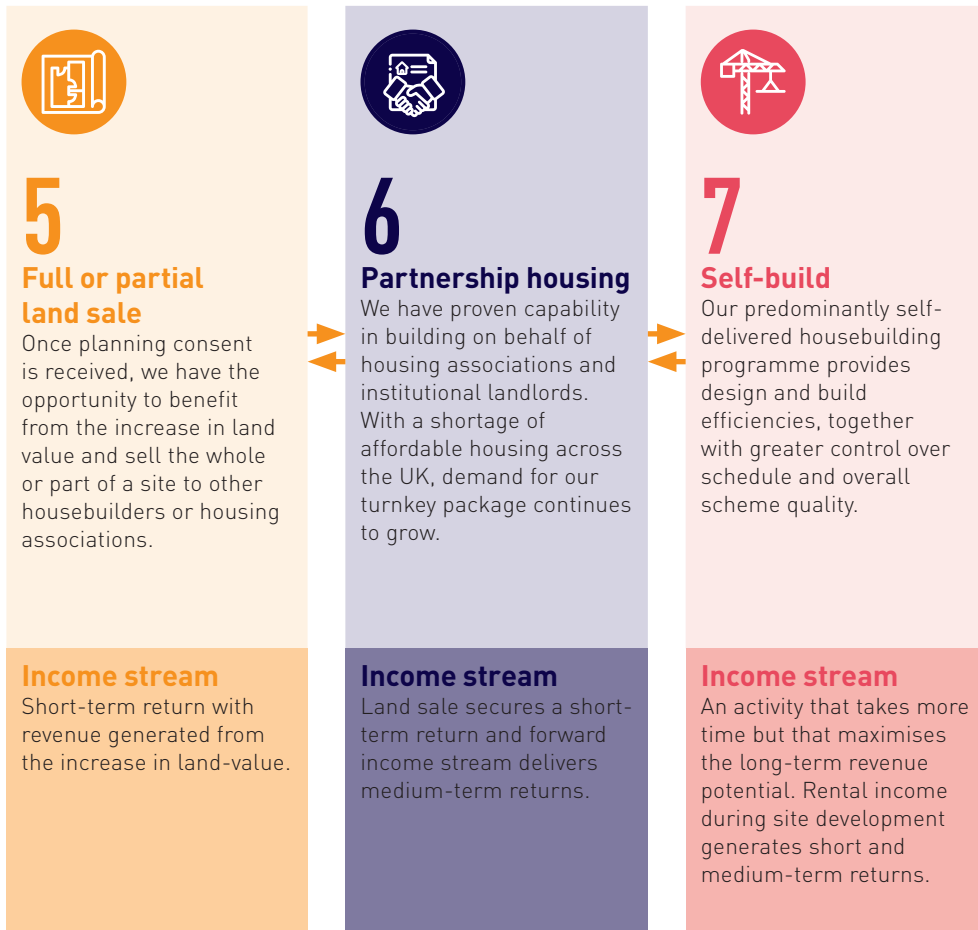 5
Full or partial
land sale
Once planning consent
is received, we have the
opportunity to benefit
from the increase in land
value and sell the whole
or part of a site to other
housebuilders or housing
associations.
Income stream
Short-term return with
revenue generated from
the increase in land-value.
6
Partnership housing
We have proven capability
in building on behalf of
housing associations and
institutional landlords.
With a shortage of
affordable housing across
the UK, demand for our
turnkey package continues
to grow.
Income stream
Land sale secures a short-
term return and forward
income stream delivers
medium-term returns.
7
Self-build
Our predominantly self-
delivered housebuilding
programme provides
design and build
efficiencies, together
with greater control over
schedule and overall
scheme quality.
Income stream
An activity that takes more
time but that maximises
the long-term revenue
potential. Rental income
during site development
generates short and
medium-term returns.